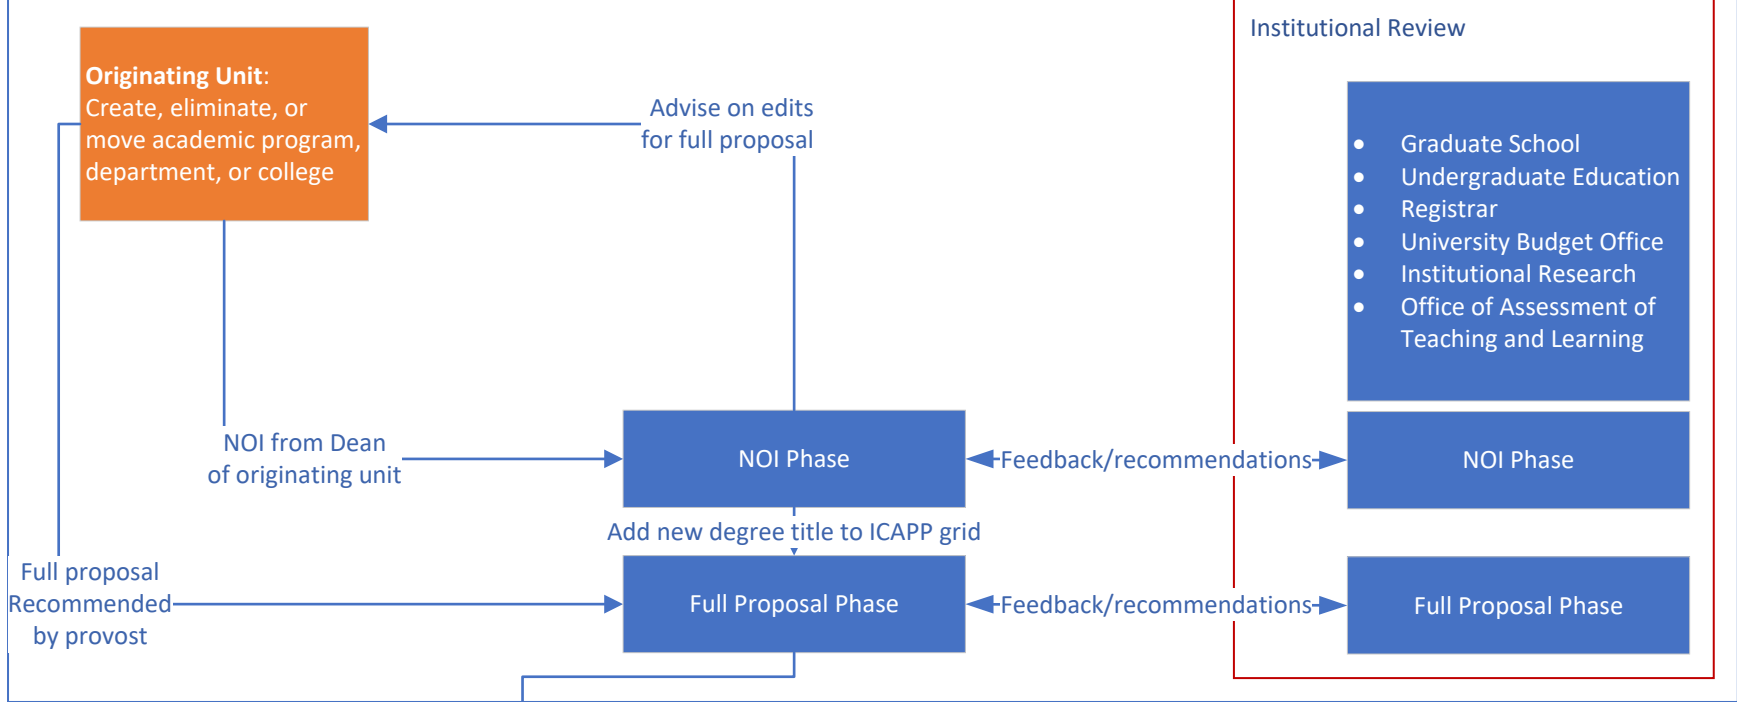 Institutional Review
Originating Unit:
Create, eliminate, or
move academic program,
department, or college
Advise on edits
for full proposal
• Graduate School
• Undergraduate Education
• Registrar
• University Budget Office
• Institutional Research
• Office of Assessment of
Teaching and Learning
NOI from Dean
of originating unit
NOI Phase
Feedback/recommendations
NOI Phase
Add new degree title to ICAPP grid
Full proposal
Recommended
by provost
Full Proposal Phase
Feedback/recommendations
Full Proposal Phase